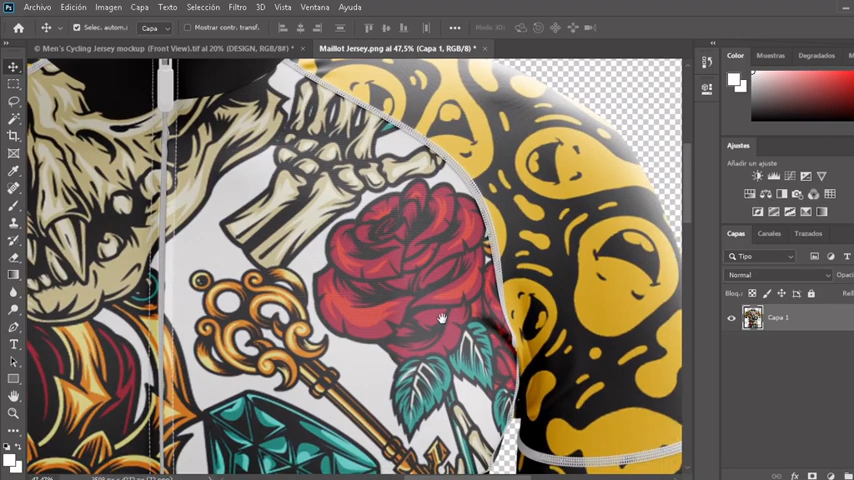 Archivo Edición Imagen Capa Texto Selección Filtro 3D Vista Ventana Ayuda
Selec. autom.: Capa Mostrar contr. transf. Modo 3D:
© Men's Cycling Jersey mockup (Front View).tif al 20% (DESIGN, RGB/8#) *
Maillot Jersey.png al 47,5% (Capa 1, RGB/8) *
Color Muestras Degradados
Ajustes
Añadir un ajuste
Capas Canales Trazados
Tipo
Normal
Bloq.:
Capa 1